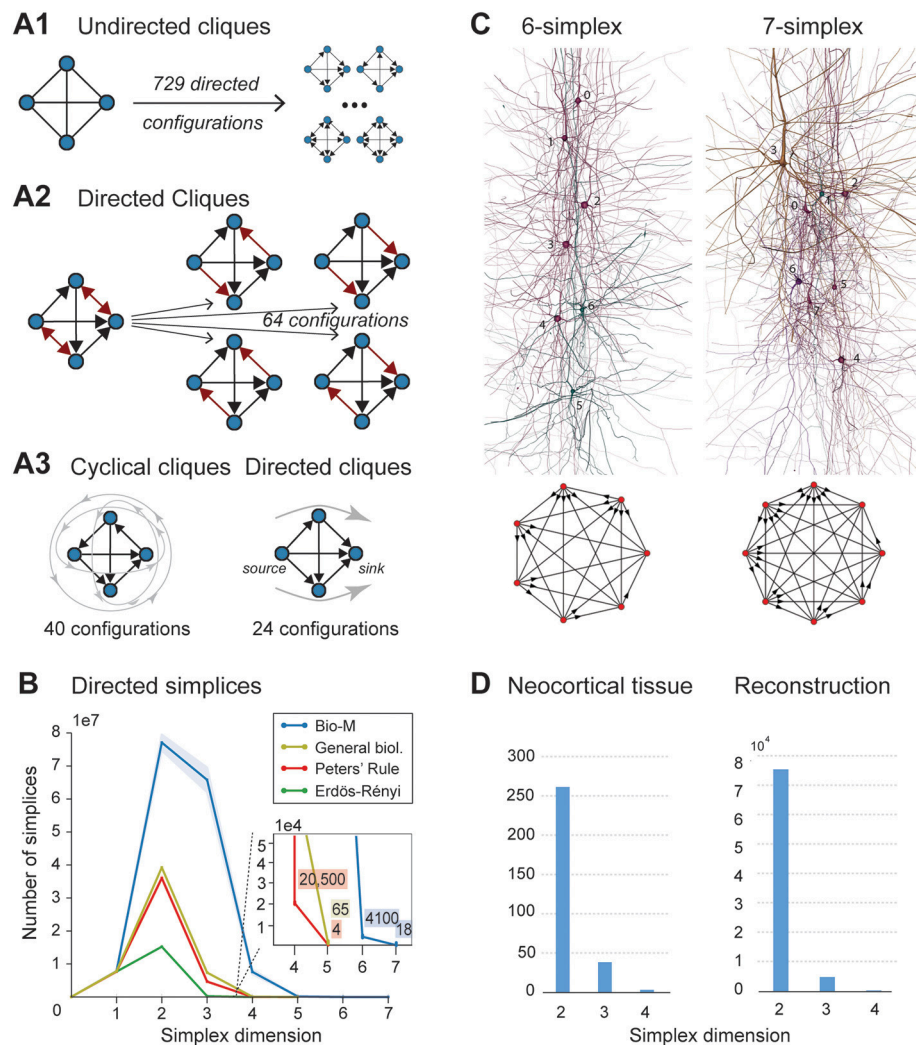 A1 Undirected cliques
729 directed
configurations
A2 Directed Cliques
64 configurations
A3 Cyclical cliques Directed cliques
source sink
40 configurations 24 configurations
B Directed simplices
1e7
8
7
6
5
4
3
2
1
0
1 2 3 4 5 6 7
Number of simplices
Simplex dimension
Bio-M
General biol.
Peters' Rule
Erdös-Rényi
1e4
5
4
3
2
1
4 5 6 7
20,500
65
4
4100
18
C 6-simplex 7-simplex
0
1
2
3
4
6
5
3
2
1
0
6
5
7
4
D Neocortical tissue Reconstruction
300
250
200
150
100
50
0
2 3 4
10⁴
8
7
6
5
4
3
2
1
0
2 3 4
Simplex dimension